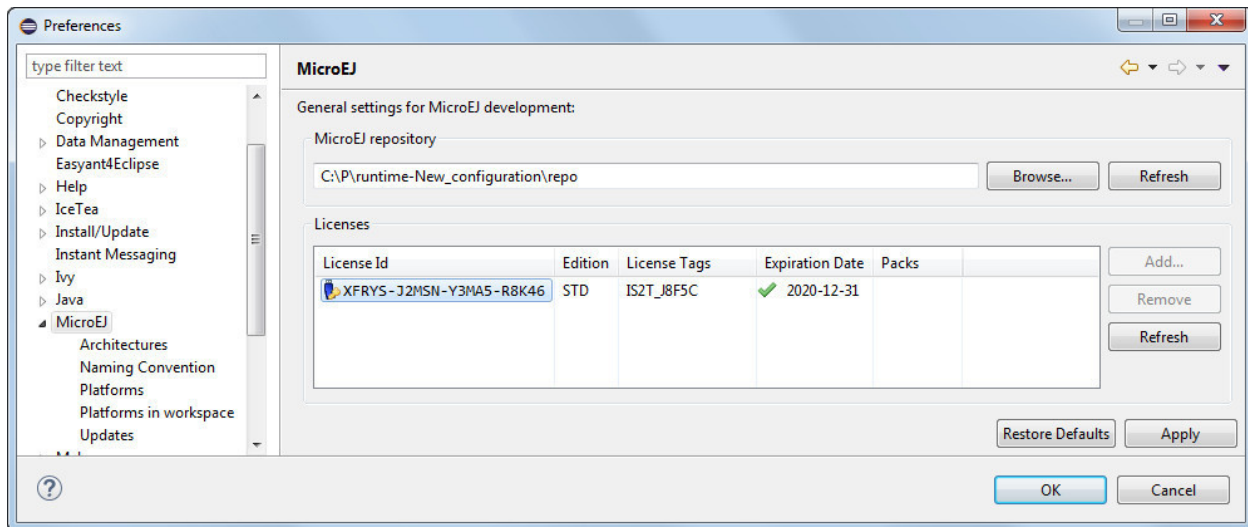 Preferences
type filter text
Checkstyle
Copyright
Data Management
Easyant4Eclipse
Help
IceTea
Install/Update
Instant Messaging
Ivy
Java
MicroEJ
Architectures
Naming Convention
Platforms
Platforms in workspace
Updates
MicroEJ
General settings for MicroEJ development:
MicroEJ repository
C:\P\runtime-New_configuration\repo Browse... Refresh
Licenses
License Id Edition License Tags Expiration Date Packs
XFRYS-J2MSN-Y3MA5-R8K46 STD IS2T_J8F5C 2020-12-31
Add...
Remove
Refresh
Restore Defaults Apply
? OK Cancel